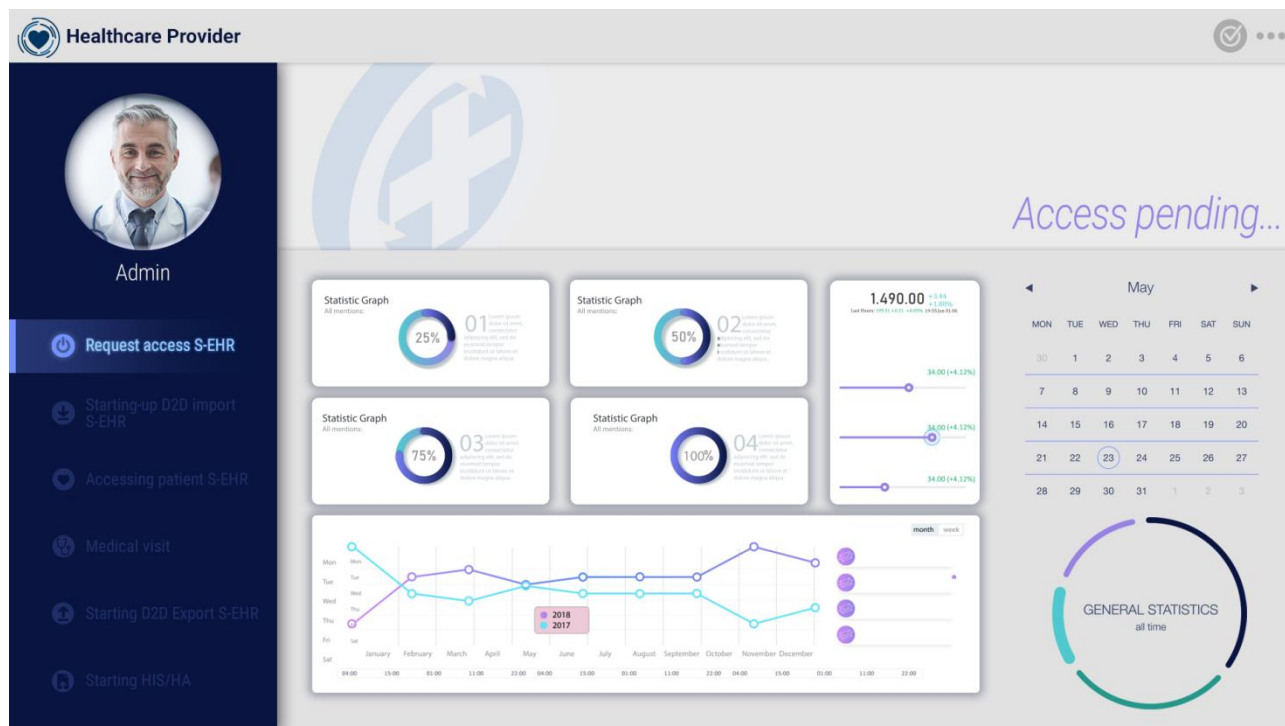 Healthcare Provider
Admin
Request access S-EHR
Starting-up D2D import
S-EHR
Accessing patient S-EHR
Medical visit
Starting D2D Export S-EHR
Starting HIS/HA
Access pending...
Statistic Graph
All mentions:
25%
01
Statistic Graph
All mentions:
50%
02
Statistic Graph
All mentions:
75%
03
Statistic Graph
All mentions:
100%
04
1.490.00
34.00 (+4.12%)
34.00 (+4.12%)
34.00 (+4.12%)
May
MON TUE WED THU FRI SAT SUN
30 1 2 3 4 5 6
7 8 9 10 11 12 13
14 15 16 17 18 19 20
21 22 23 24 25 26 27
28 29 30 31 1 2 3
month week
Mon Mon
Tue Tue
Wed Wed
Thu Thu
Fri Sat
Sat
2018
2017
January February March April May June July August September October November December
04:00 15:00 01:00 11:00 22:00 04:00 15:00 01:00 11:00 22:00 04:00 15:00 01:00 11:00 22:00
GENERAL STATISTICS
all time